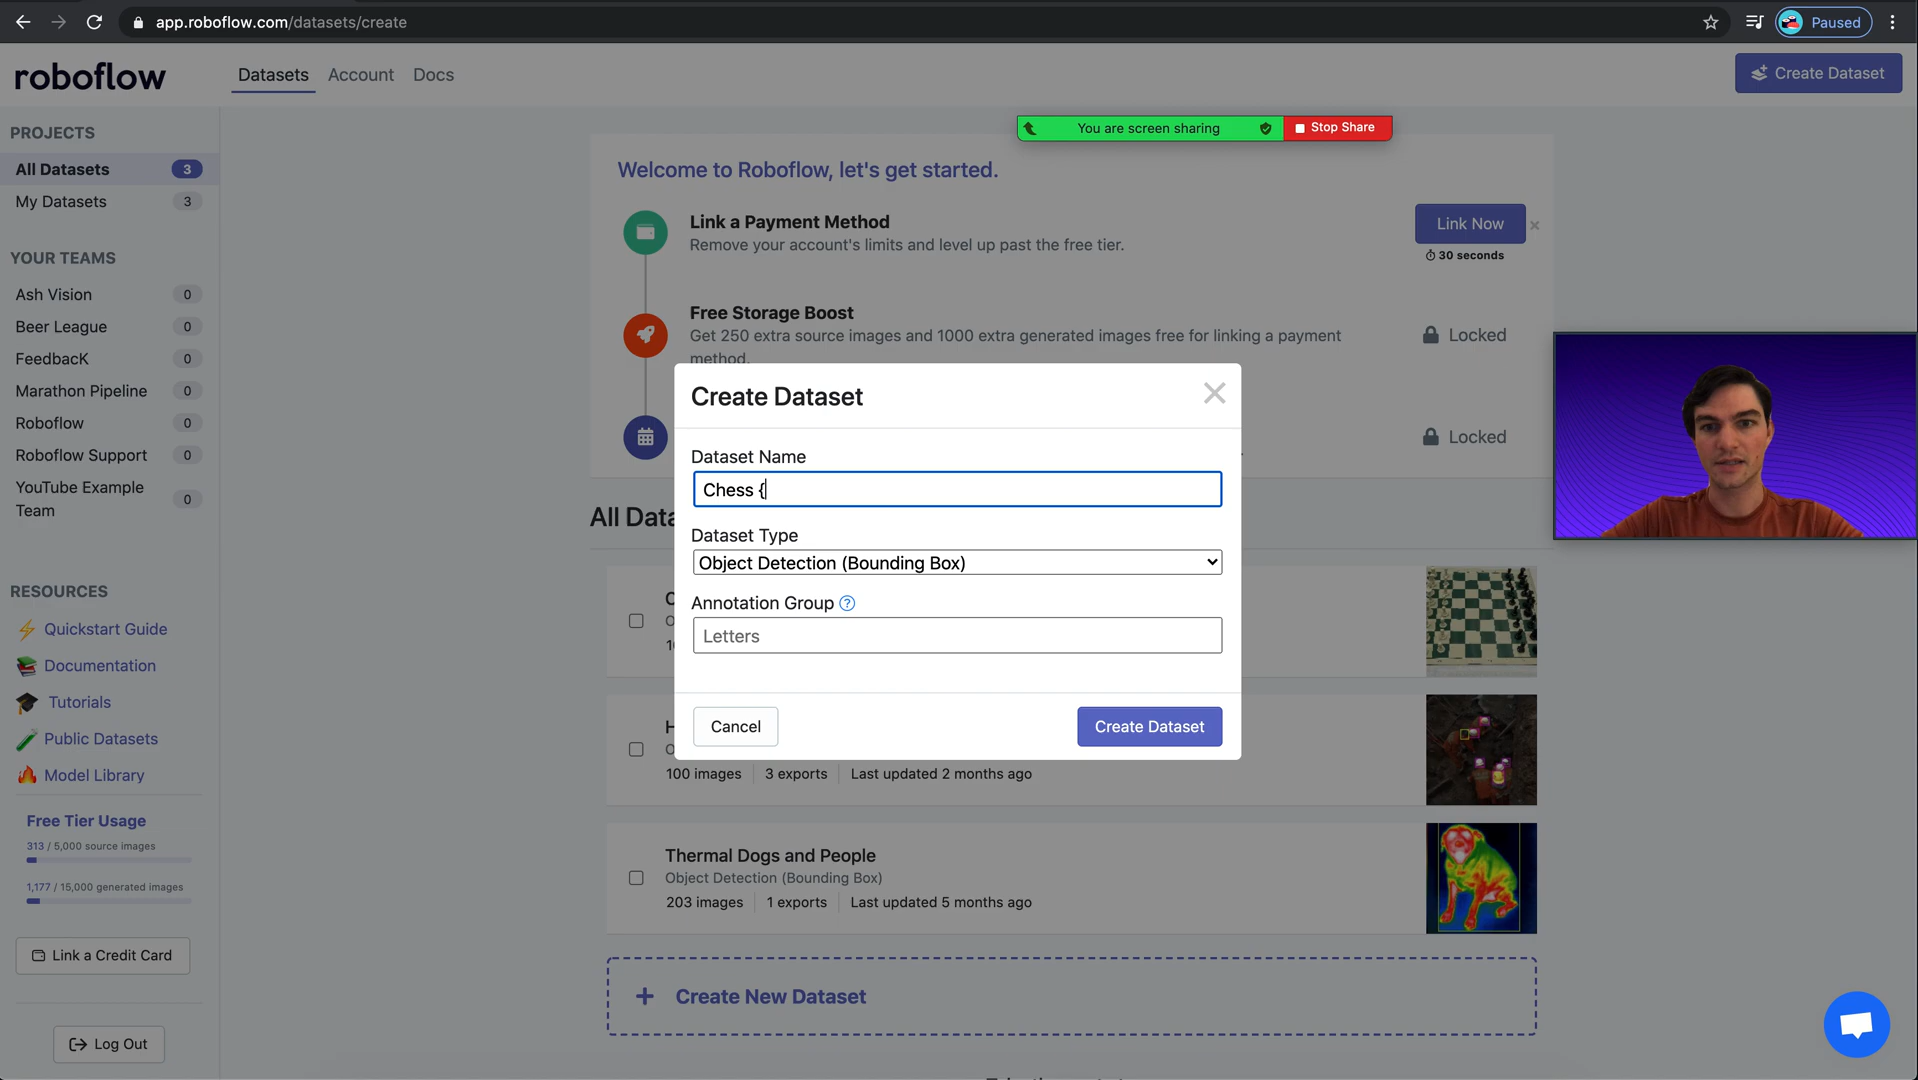 app.roboflow.com/datasets/create
Paused
roboflow
Datasets
Account
Docs
Create Dataset
You are screen sharing
Stop Share
PROJECTS
All Datasets 3
My Datasets 3
YOUR TEAMS
Ash Vision 0
Beer League 0
FeedbacK 0
Marathon Pipeline 0
Roboflow 0
Roboflow Support 0
YouTube Example
Team 0
RESOURCES
Quickstart Guide
Documentation
Tutorials
Public Datasets
Model Library
Free Tier Usage
313 / 5,000 source images
1,177 / 15,000 generated images
Link a Credit Card
Log Out
Welcome to Roboflow, let's get started.
Link a Payment Method
Remove your account's limits and level up past the free tier.
Link Now
30 seconds
Free Storage Boost
Get 250 extra source images and 1000 extra generated images free for linking a payment
method.
Locked
Locked
Create Dataset
Dataset Name
Chess {
Dataset Type
Object Detection (Bounding Box)
Annotation Group ?
Letters
Cancel
Create Dataset
100 images 3 exports Last updated 2 months ago
Thermal Dogs and People
Object Detection (Bounding Box)
203 images 1 exports Last updated 5 months ago
+ Create New Dataset